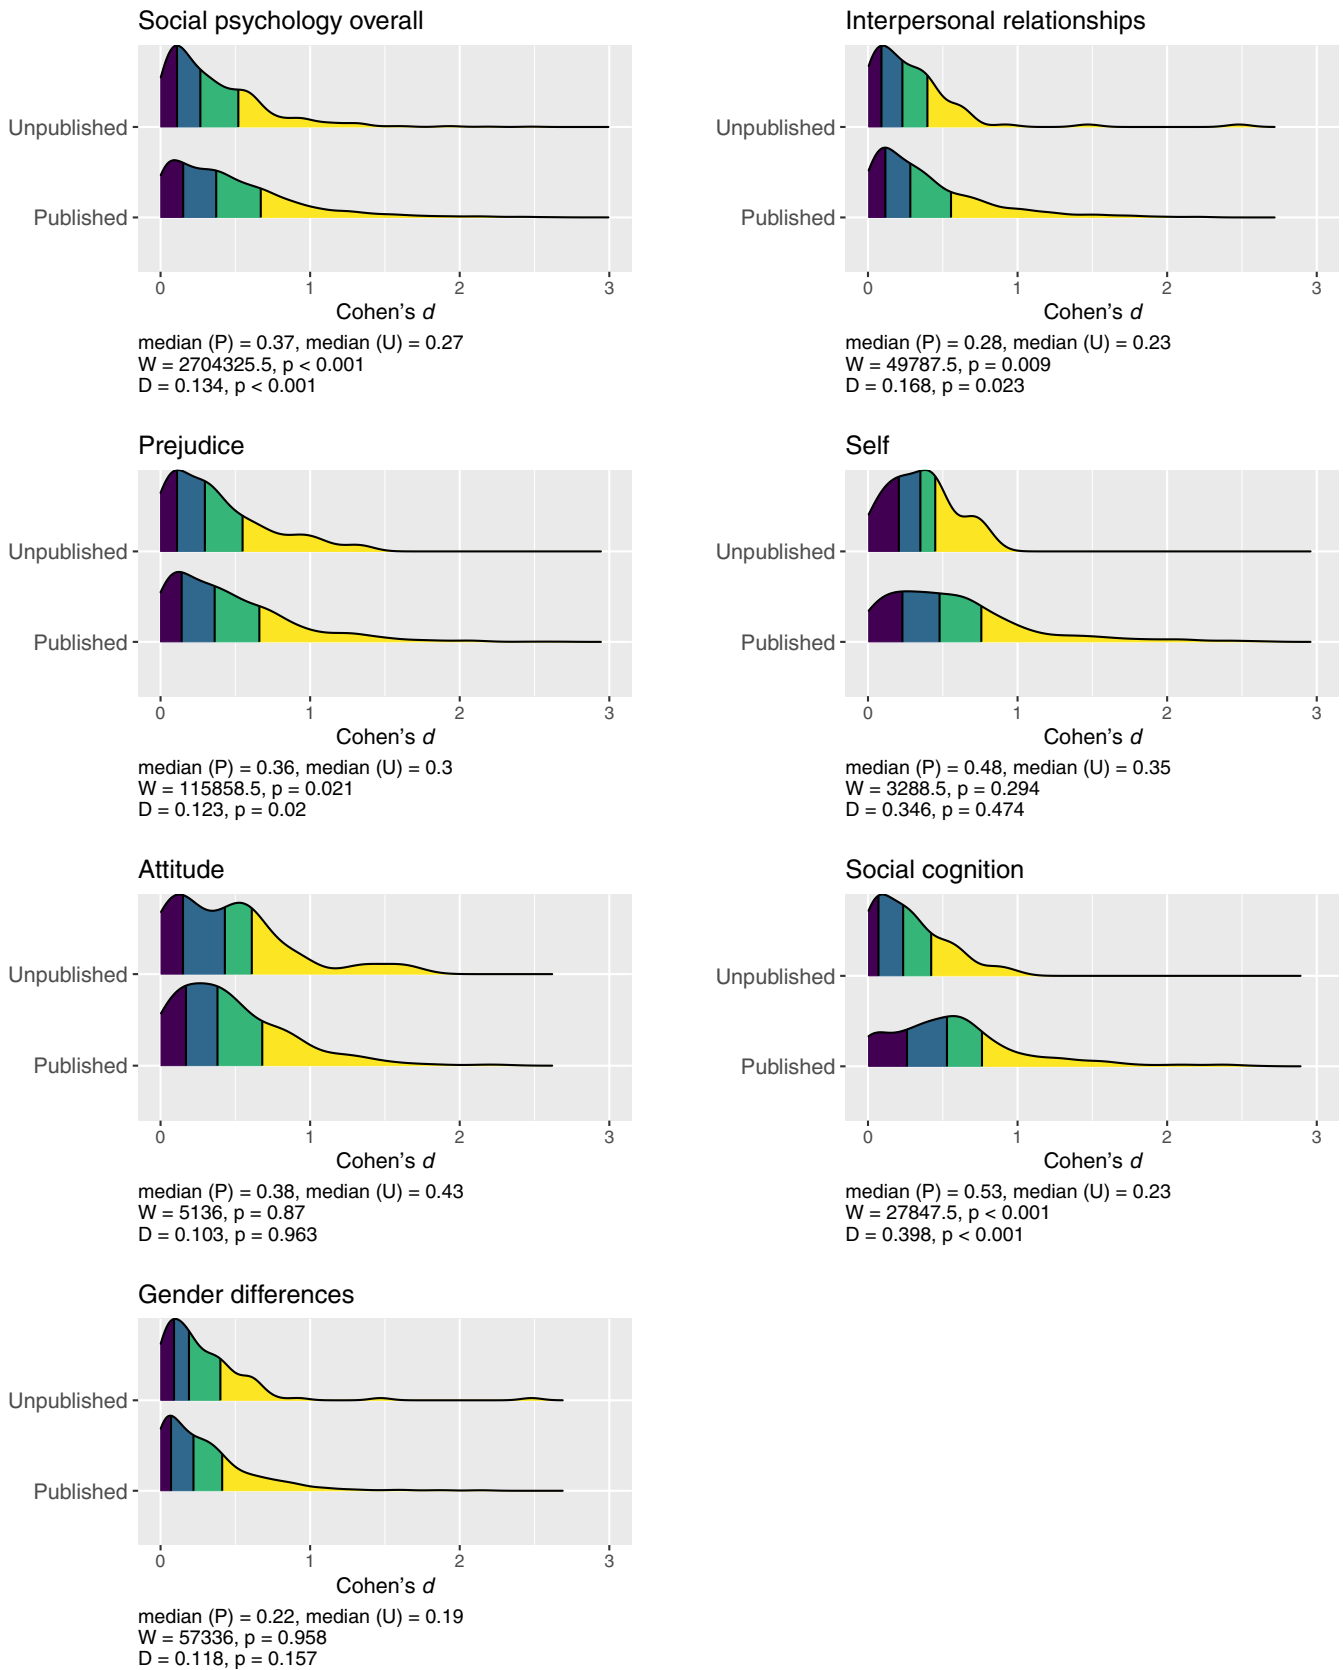 Social psychology overall
Unpublished
Published
0 1 2 3
Cohen's d
median (P) = 0.37, median (U) = 0.27
W = 2704325.5, p < 0.001
D = 0.134, p < 0.001
Interpersonal relationships
Unpublished
Published
0 1 2 3
Cohen's d
median (P) = 0.28, median (U) = 0.23
W = 49787.5, p = 0.009
D = 0.168, p = 0.023
Prejudice
Unpublished
Published
0 1 2 3
Cohen's d
median (P) = 0.36, median (U) = 0.3
W = 115858.5, p = 0.021
D = 0.123, p = 0.02
Self
Unpublished
Published
0 1 2 3
Cohen's d
median (P) = 0.48, median (U) = 0.35
W = 3288.5, p = 0.294
D = 0.346, p = 0.474
Attitude
Unpublished
Published
0 1 2 3
Cohen's d
median (P) = 0.38, median (U) = 0.43
W = 5136, p = 0.87
D = 0.103, p = 0.963
Social cognition
Unpublished
Published
0 1 2 3
Cohen's d
median (P) = 0.53, median (U) = 0.23
W = 27847.5, p < 0.001
D = 0.398, p < 0.001
Gender differences
Unpublished
Published
0 1 2 3
Cohen's d
median (P) = 0.22, median (U) = 0.19
W = 57336, p = 0.958
D = 0.118, p = 0.157